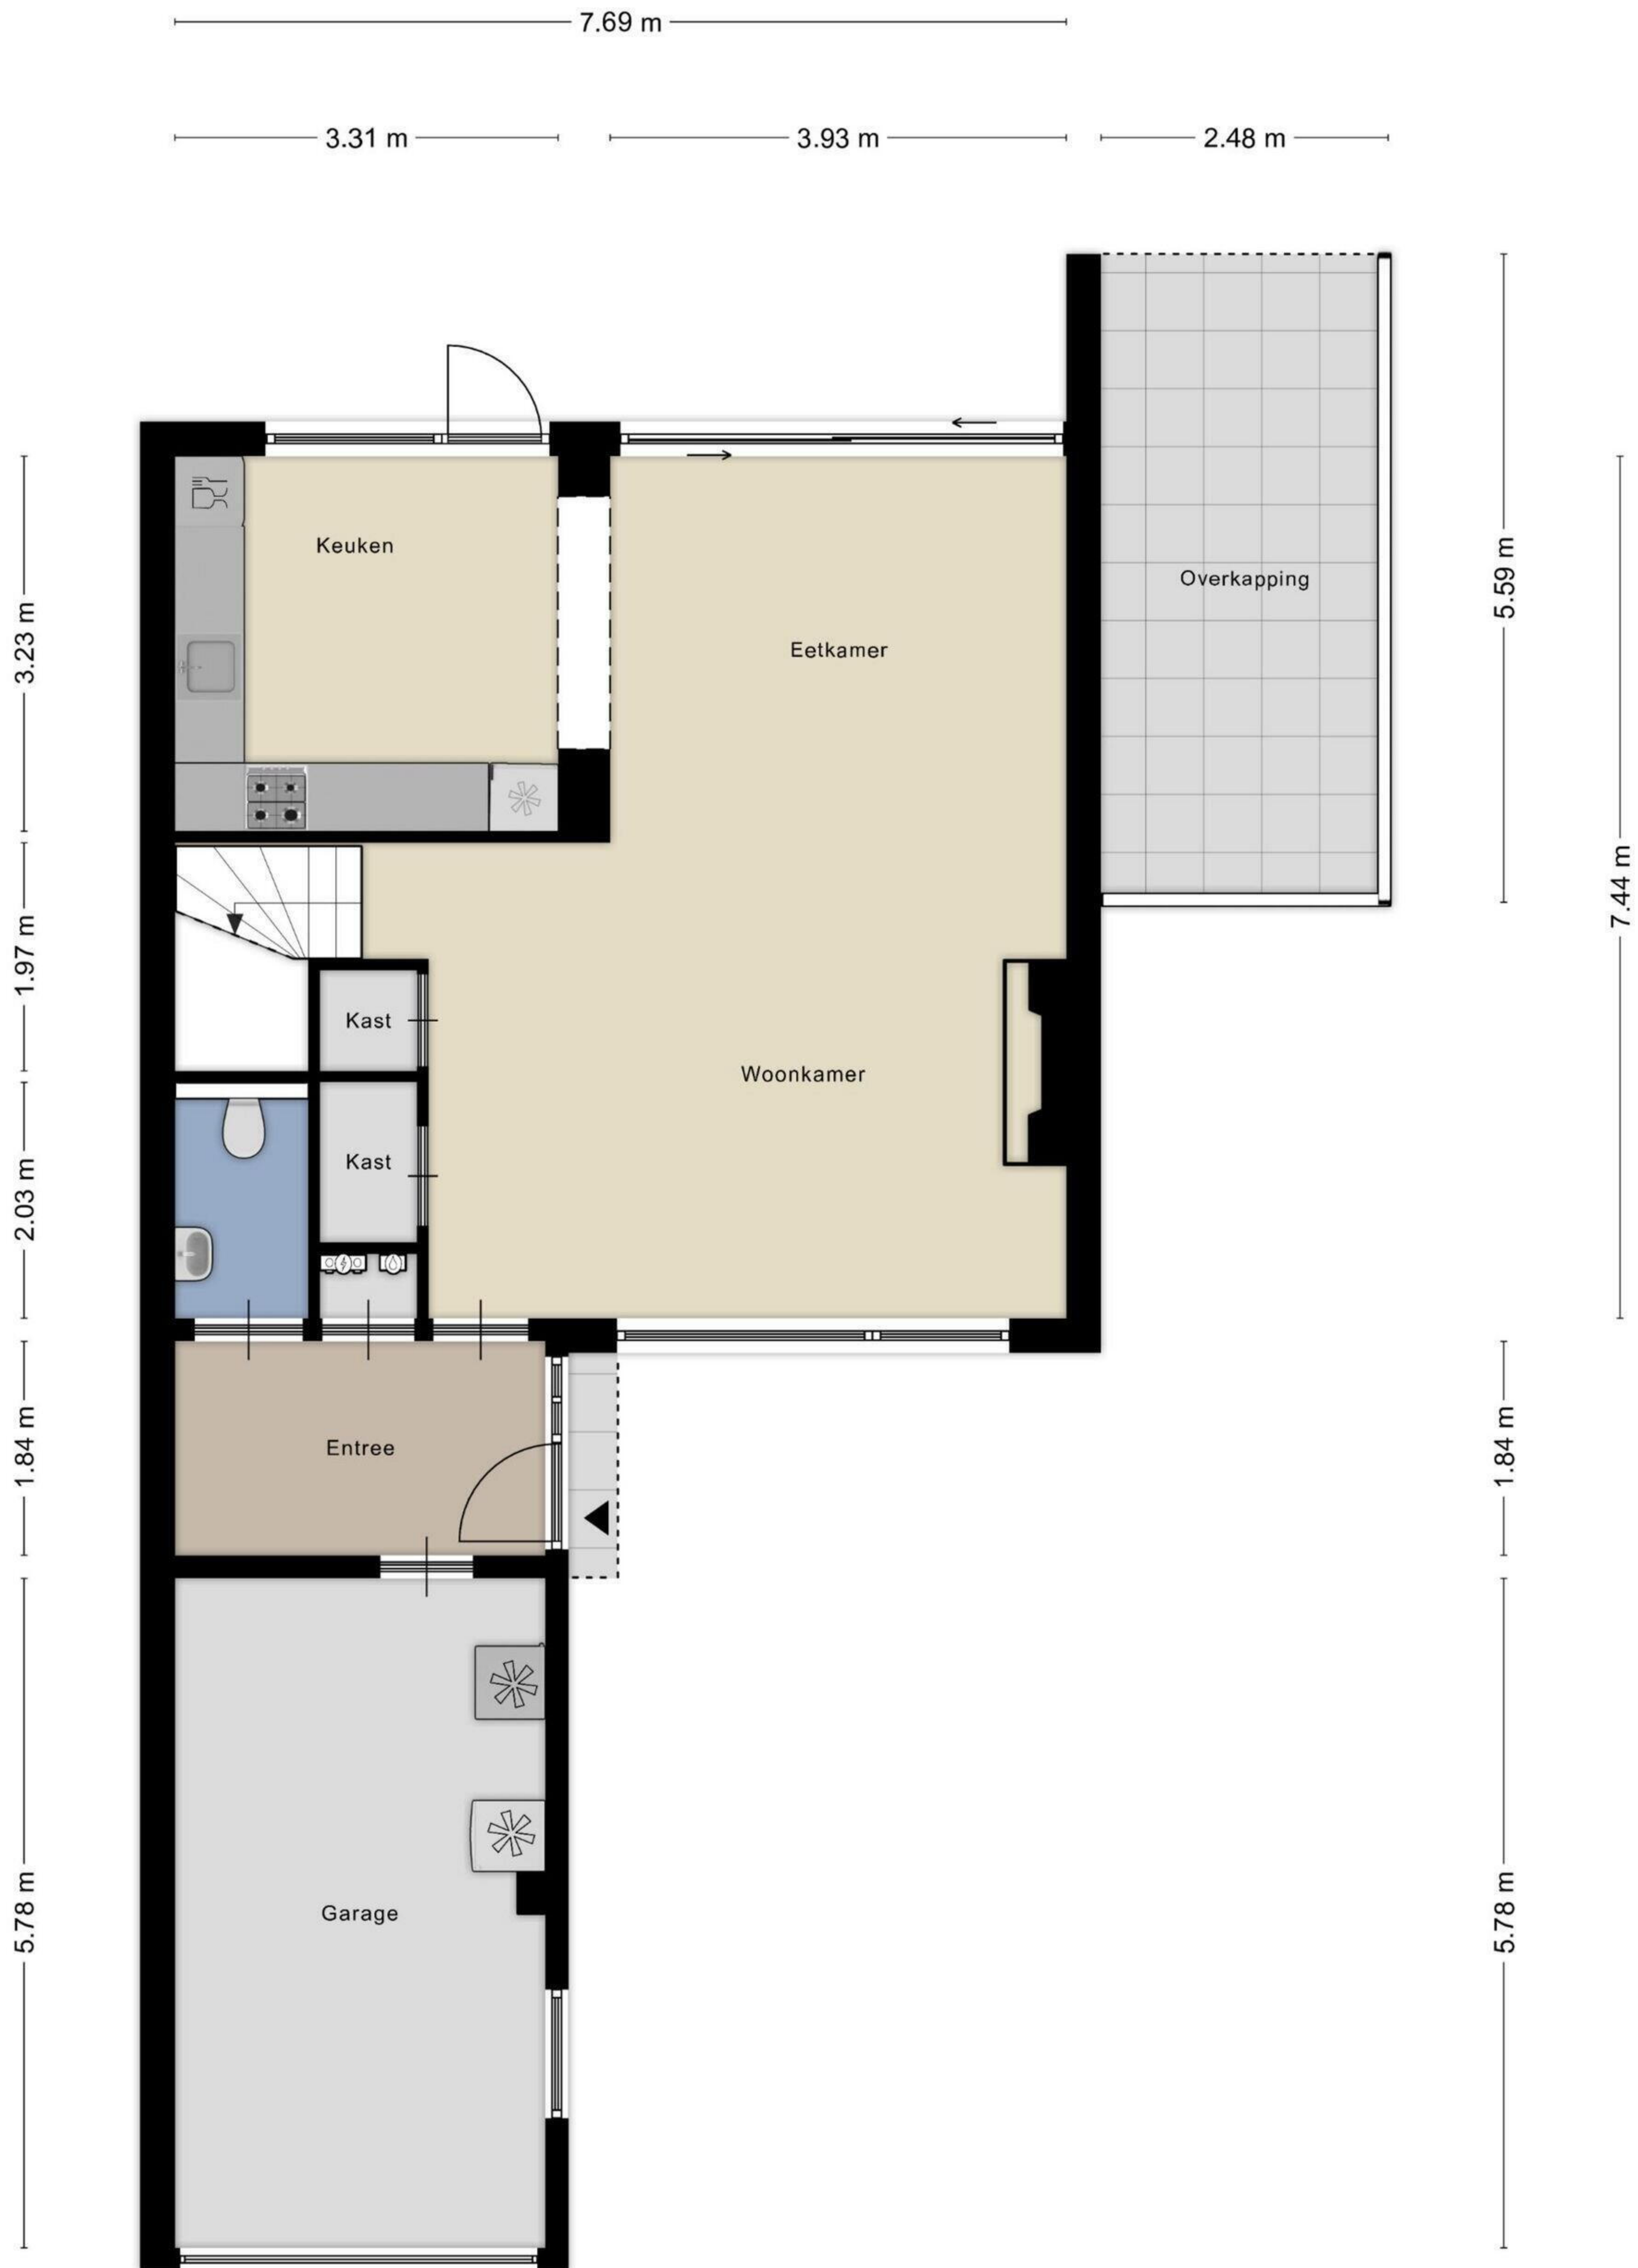 7.69 m
3.31 m
3.93 m
2.48 m
Keuken
Eetkamer
Overkapping
3.23 m
5.59 m
7.44 m
1.97 m
Kast
Woonkamer
Kast
2.03 m
Entree
1.84 m
1.84 m
Garage
5.78 m
5.78 m